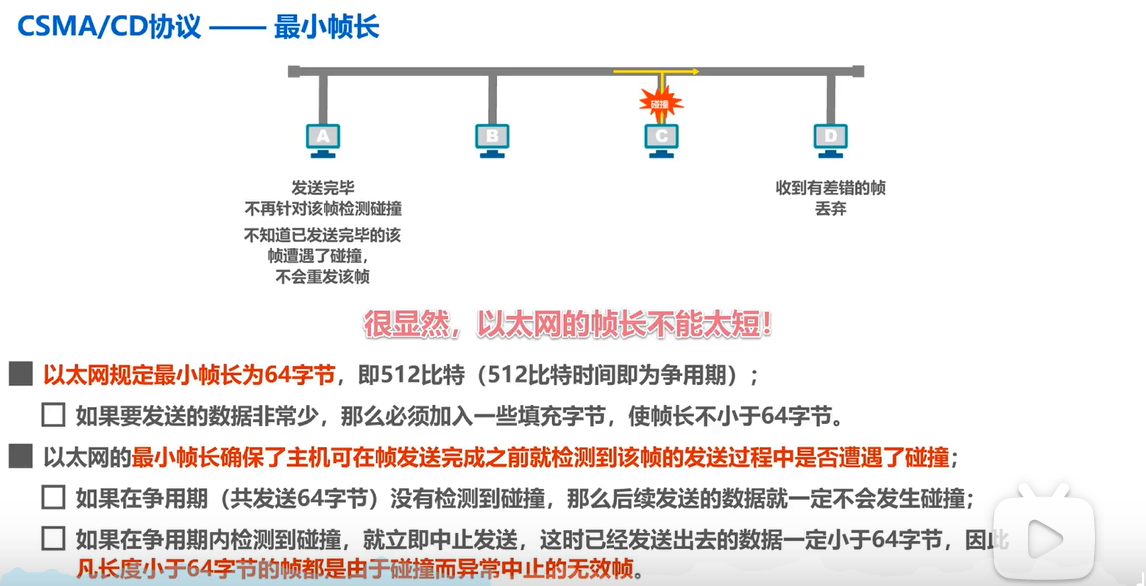 CSMA/CD协议 —— 最小帧长
碰撞
A
B
C
D
发送完毕
不再针对该帧检测碰撞
不知道已发送完毕的该
帧遭遇了碰撞，
不会重发该帧
收到有差错的帧
丢弃
很显然，以太网的帧长不能太短！
以太网规定最小帧长为64字节，即512比特（512比特时间即为争用期）；
如果要发送的数据非常少，那么必须加入一些填充字节，使帧长不小于64字节。
以太网的最小帧长确保了主机可在帧发送完成之前就检测到该帧的发送过程中是否遭遇了碰撞；
如果在争用期（共发送64字节）没有检测到碰撞，那么后续发送的数据就一定不会发生碰撞；
如果在争用期内检测到碰撞，就立即中止发送，这时已经发送出去的数据一定小于64字节，因此
凡长度小于64字节的帧都是由于碰撞而异常中止的无效帧。